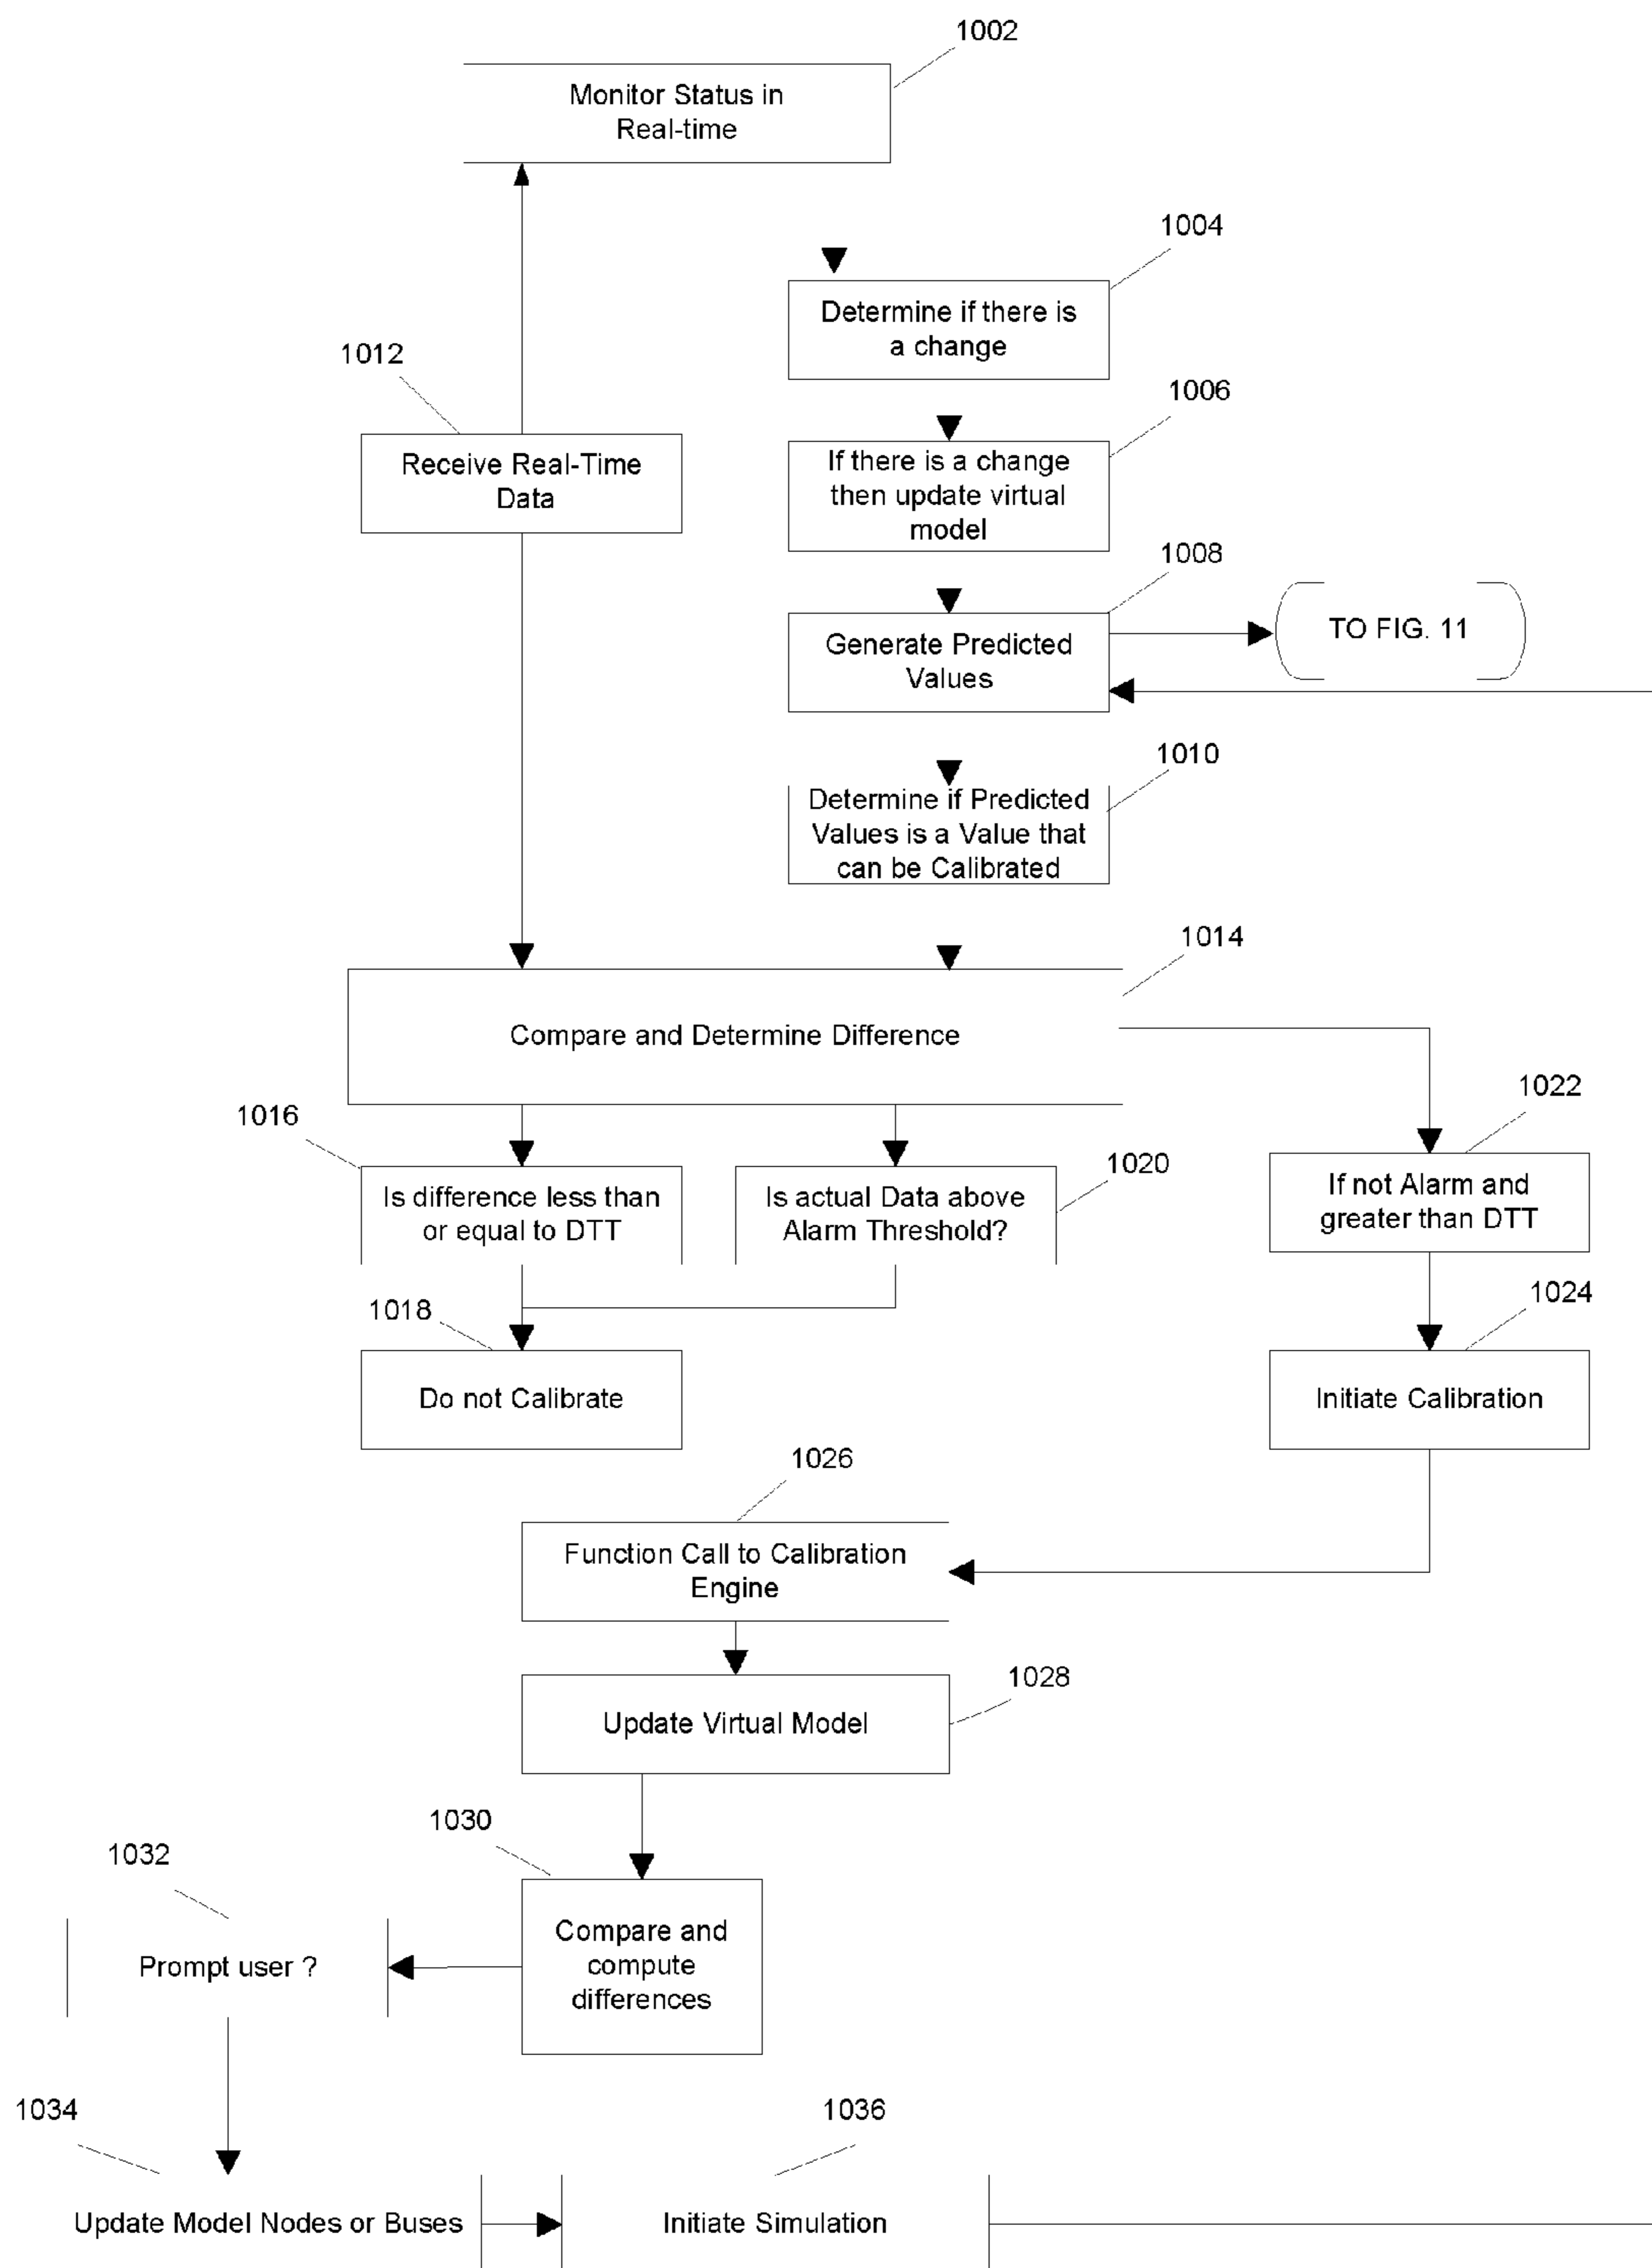 1002
Monitor Status in
Real-time
1004
Determine if there is
a change
1012
Receive Real-Time
Data
1006
If there is a change
then update virtual
model
1008
Generate Predicted
Values
TO FIG. 11
1010
Determine if Predicted
Values is a Value that
can be Calibrated
1014
Compare and Determine Difference
1016
Is difference less than
or equal to DTT
1020
Is actual Data above
Alarm Threshold?
1022
If not Alarm and
greater than DTT
1018
Do not Calibrate
1024
Initiate Calibration
1026
Function Call to Calibration
Engine
1028
Update Virtual Model
1030
Compare and
compute
differences
1032
Prompt user ?
1034
Update Model Nodes or Buses
1036
Initiate Simulation